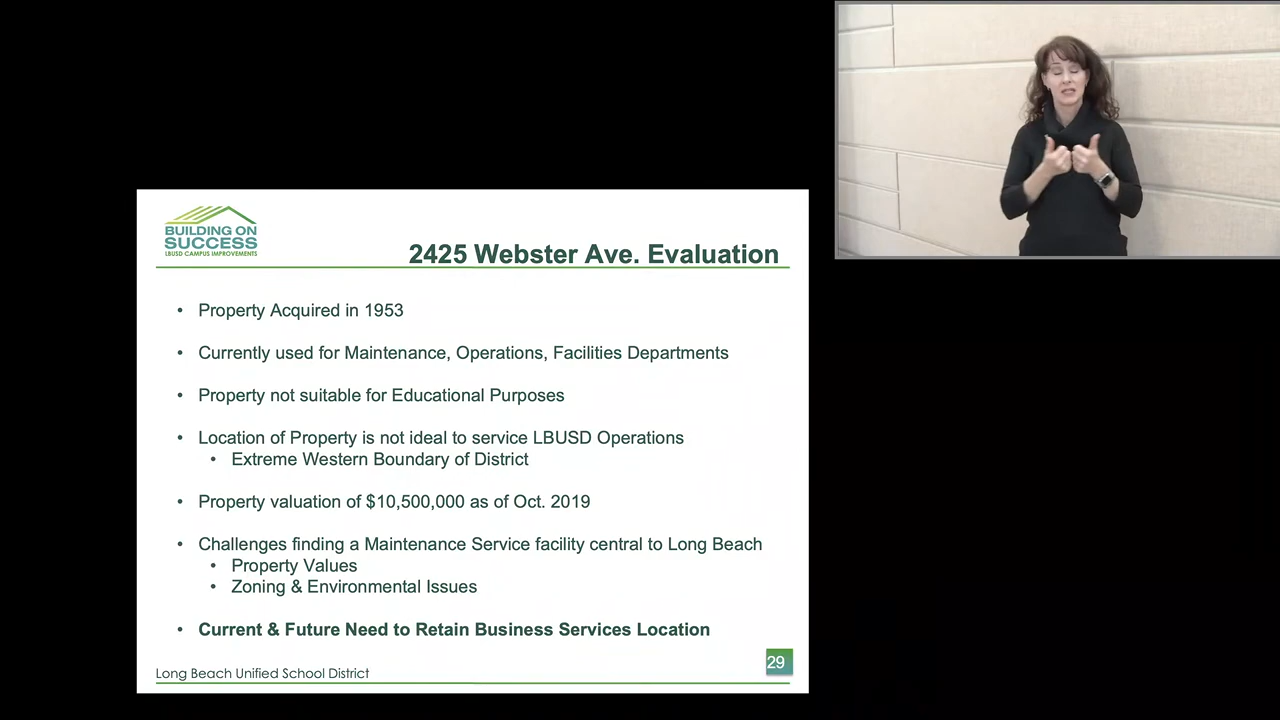 BUILDING ON
SUCCESS
LBUSD CAMPUS IMPROVEMENTS
2425 Webster Ave. Evaluation
• Property Acquired in 1953
• Currently used for Maintenance, Operations, Facilities Departments
• Property not suitable for Educational Purposes
• Location of Property is not ideal to service LBUSD Operations
• Extreme Western Boundary of District
• Property valuation of $10,500,000 as of Oct. 2019
• Challenges finding a Maintenance Service facility central to Long Beach
• Property Values
• Zoning & Environmental Issues
• Current & Future Need to Retain Business Services Location
Long Beach Unified School District
29